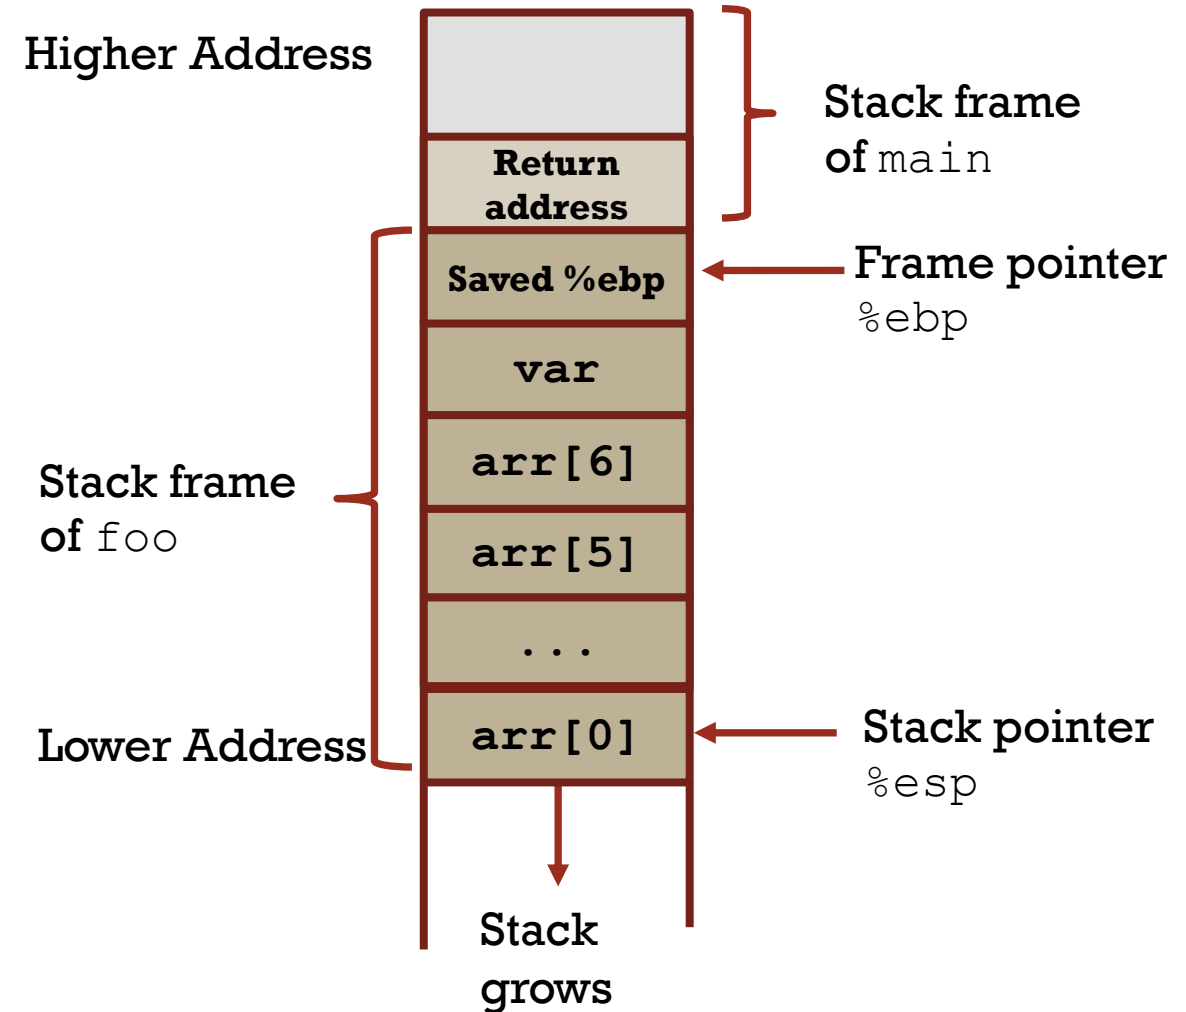 Higher Address
Stack frame
of main
Return
address
Saved %ebp
Frame pointer
%ebp
var
arr[6]
Stack frame
of foo
arr[5]
...
Lower Address
arr[0]
Stack pointer
%esp
Stack
grows